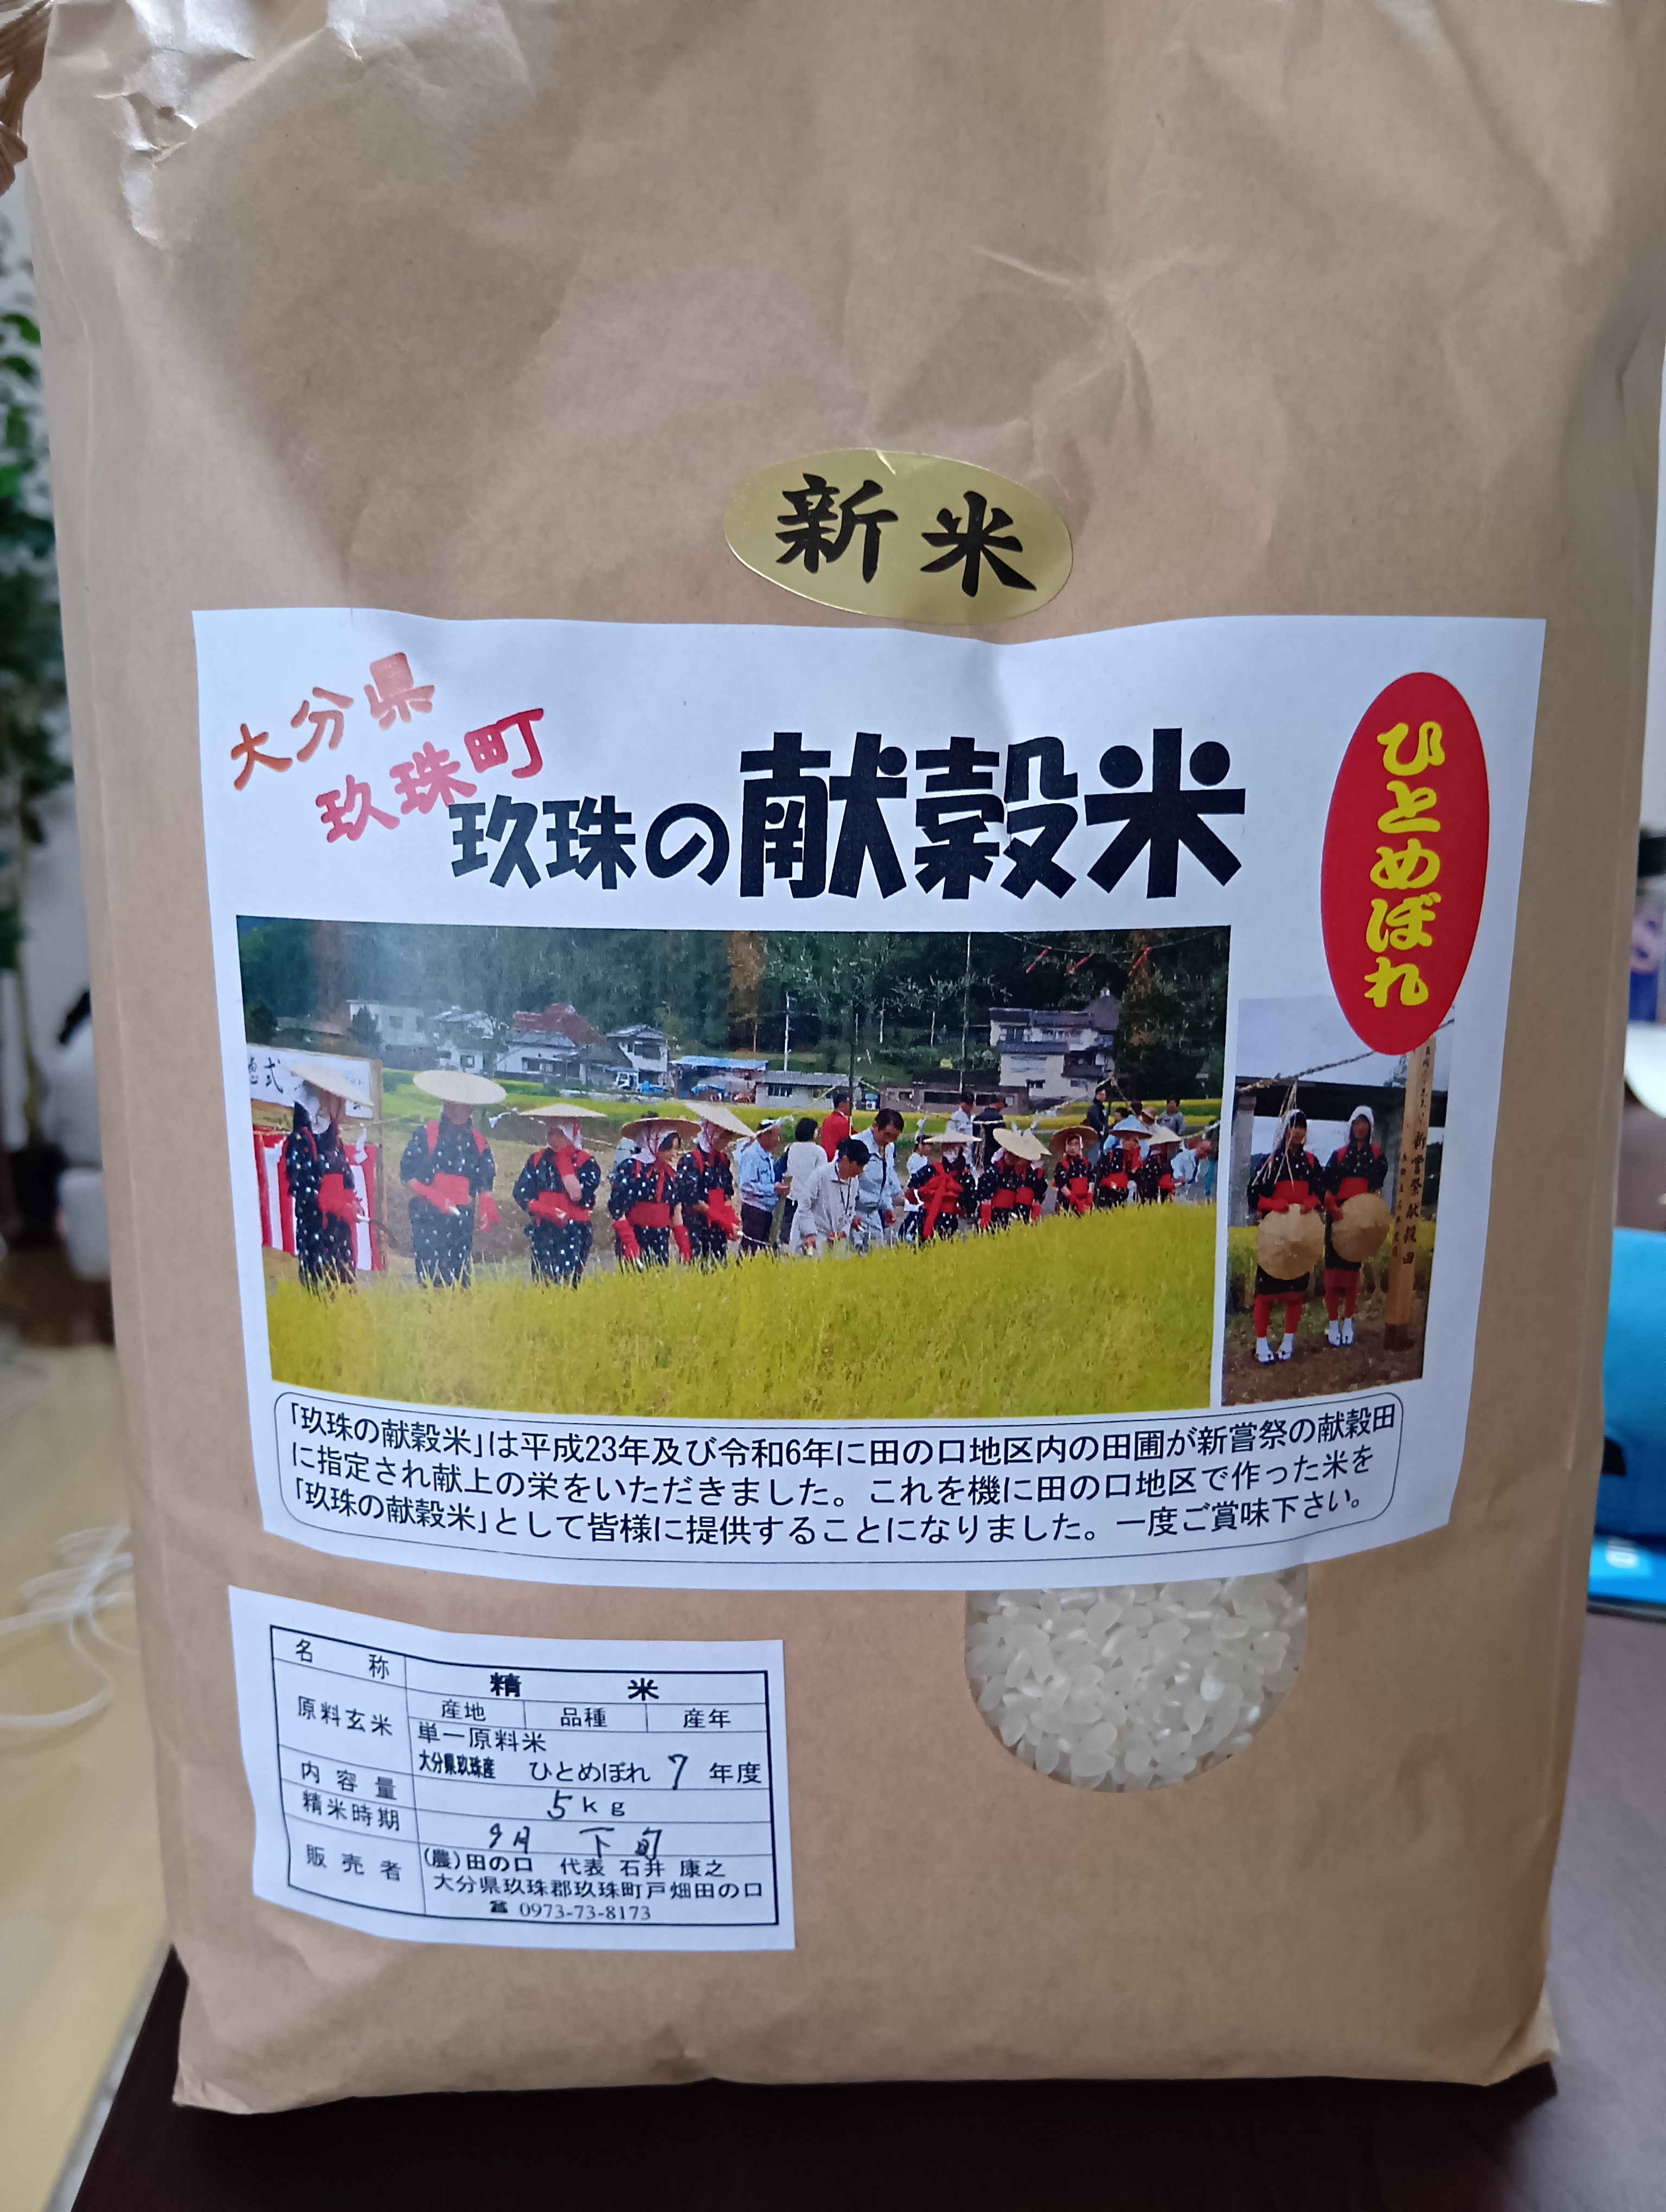 新米
大分県
玖珠町
玖珠の献穀米
ひとめぼれ
新嘗祭献穀田
「玖珠の献穀米」は平成23年及び令和6年に田の口地区内の田圃が新嘗祭の献穀田
に指定され献上の栄をいただきました。これを機に田の口地区で作った米を
「玖珠の献穀米」として皆様に提供することになりました。一度ご賞味下さい。
名称 精米
原料玄米 産地 品種 産年
単一原料米
大分県玖珠産 ひとめぼれ 7 年度
内容量 5kg
精米時期 9月 下旬
販売者 (農)田の口 代表 石井 康之
大分県玖珠郡玖珠町戸畑田の口
☎ 0973-73-8173